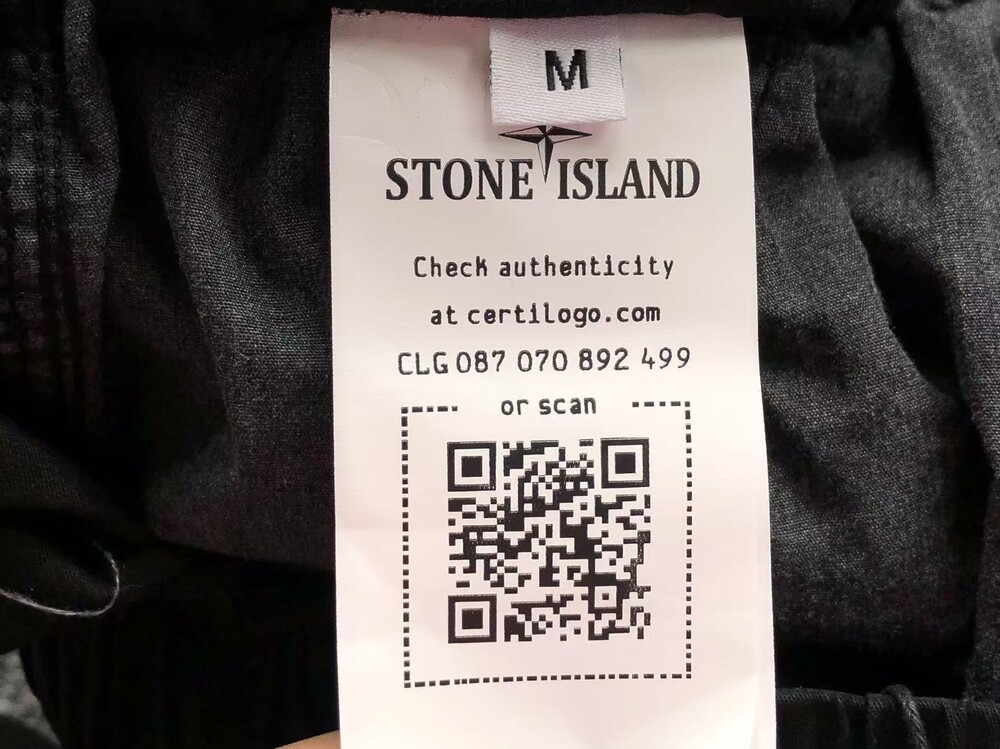 M
STONE ISLAND
Check authenticity
at certilogo.com
CLG 087 070 892 499
or scan